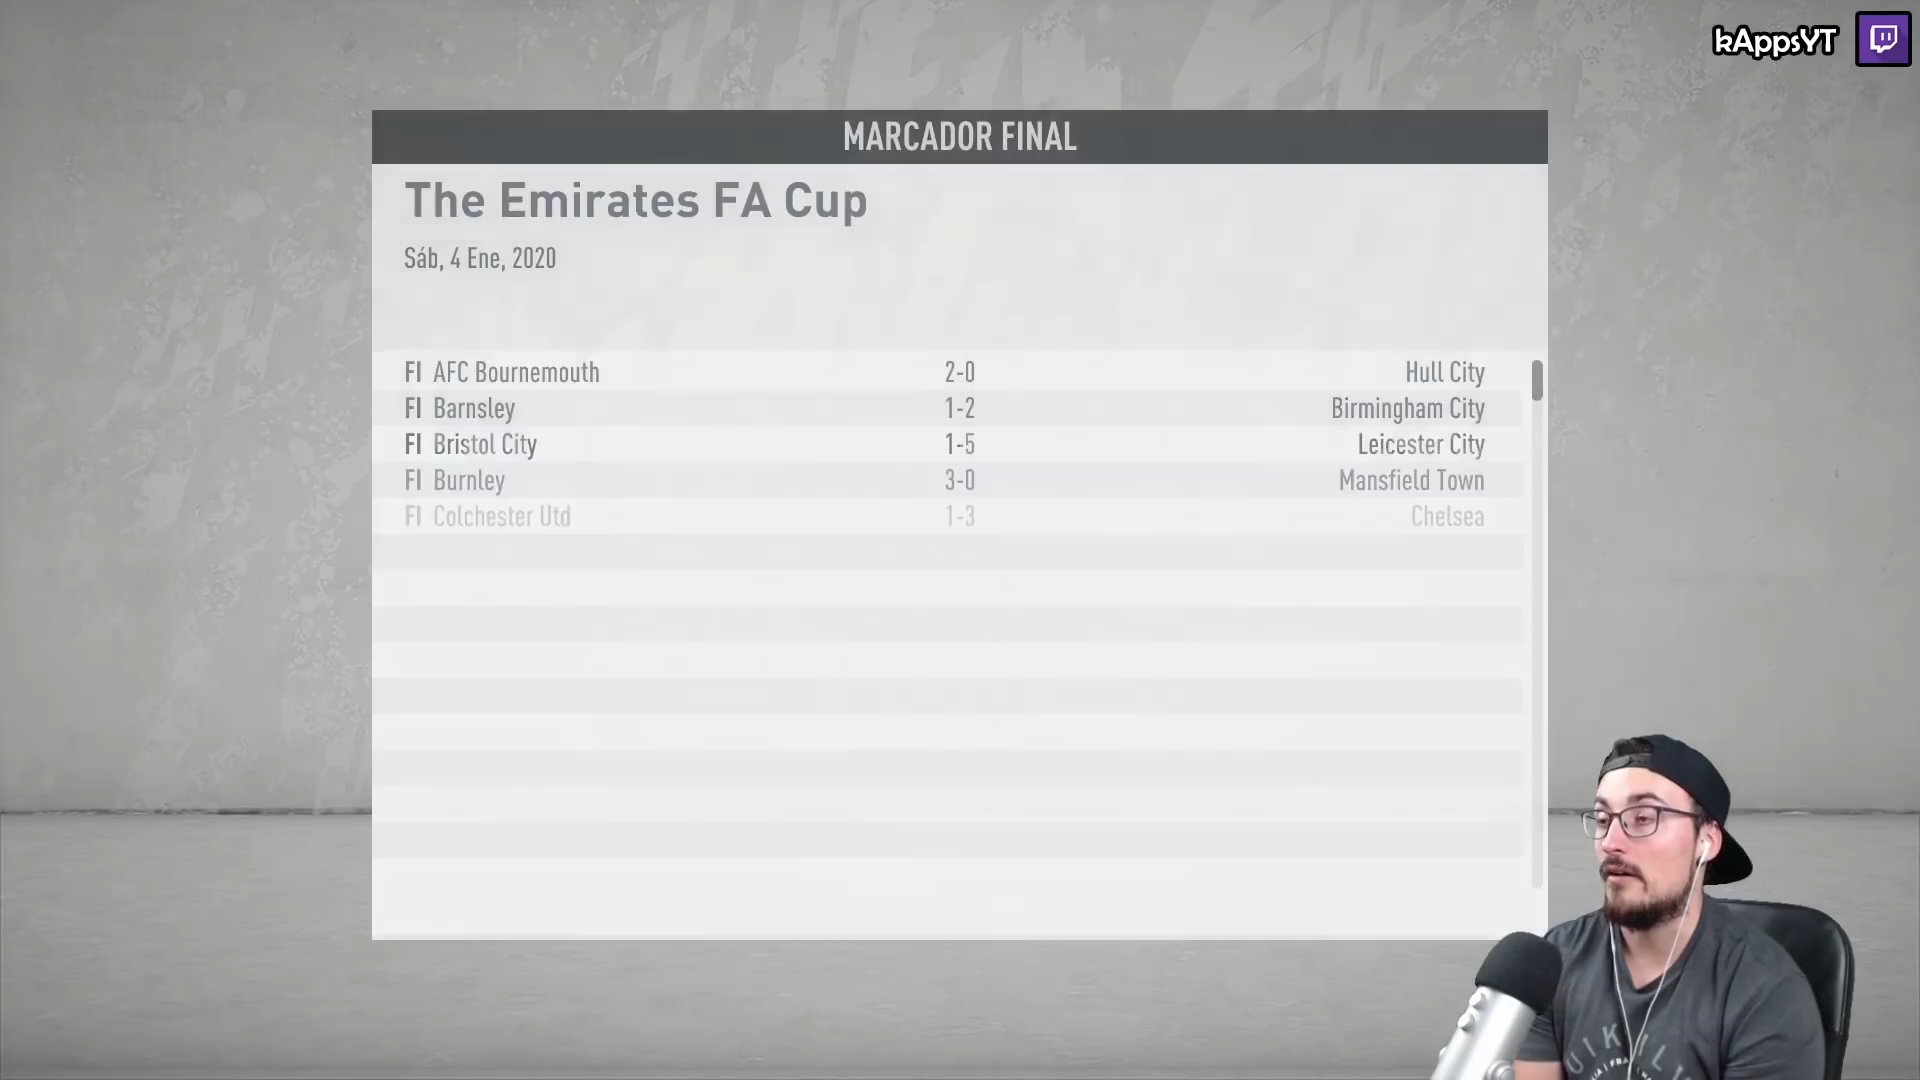 kAppsYT
MARCADOR FINAL
The Emirates FA Cup
Sáb, 4 Ene, 2020
FI AFC Bournemouth 2-0 Hull City
FI Barnsley 1-2 Birmingham City
FI Bristol City 1-5 Leicester City
FI Burnley 3-0 Mansfield Town
FI Colchester Utd 1-3 Chelsea